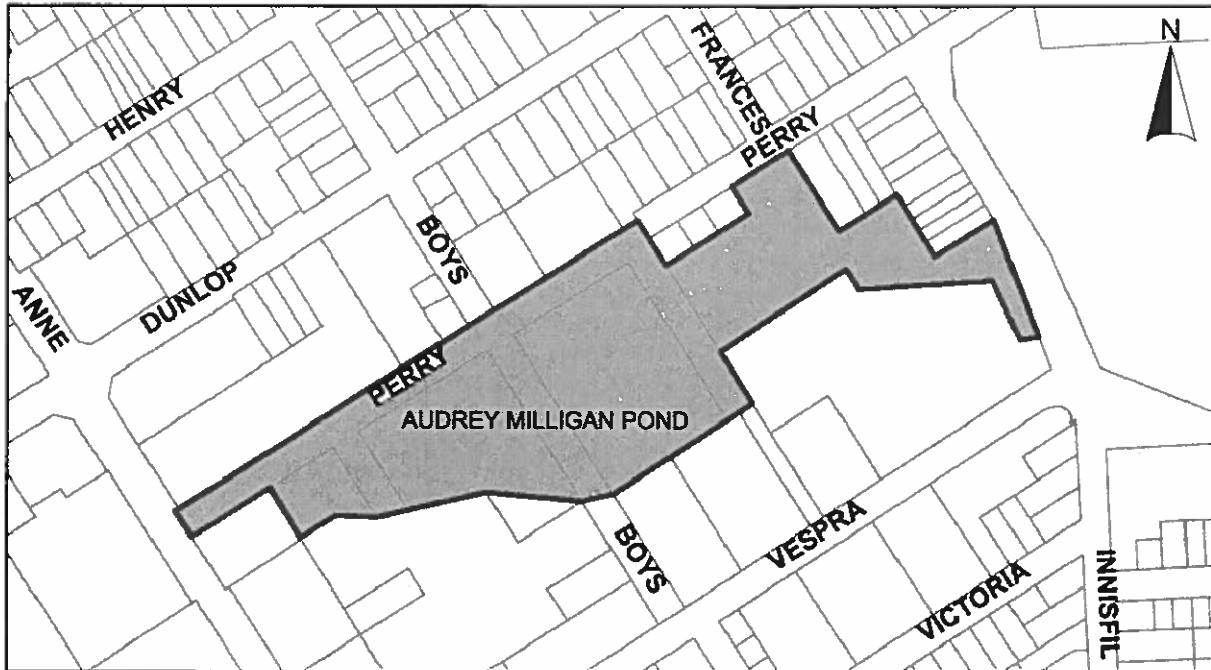 FRANCES
N
HENRY
PERRY
BOYS
DUNLOP
ANNE
PERRY
AUDREY MILLIGAN POND
BOYS
VESPRA
VICTORIA
INNISFIL